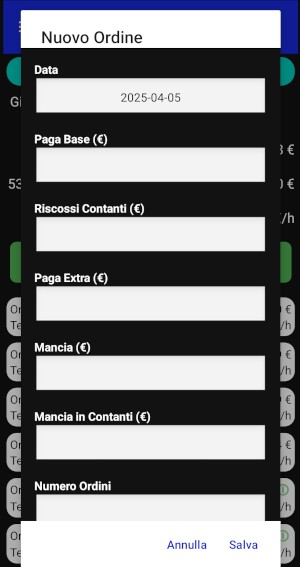 Nuovo Ordine
Data
2025-04-05
Paga Base (€)
Riscossi Contanti (€)
Paga Extra (€)
Mancia (€)
Mancia in Contanti (€)
Numero Ordini
Annulla
Salva